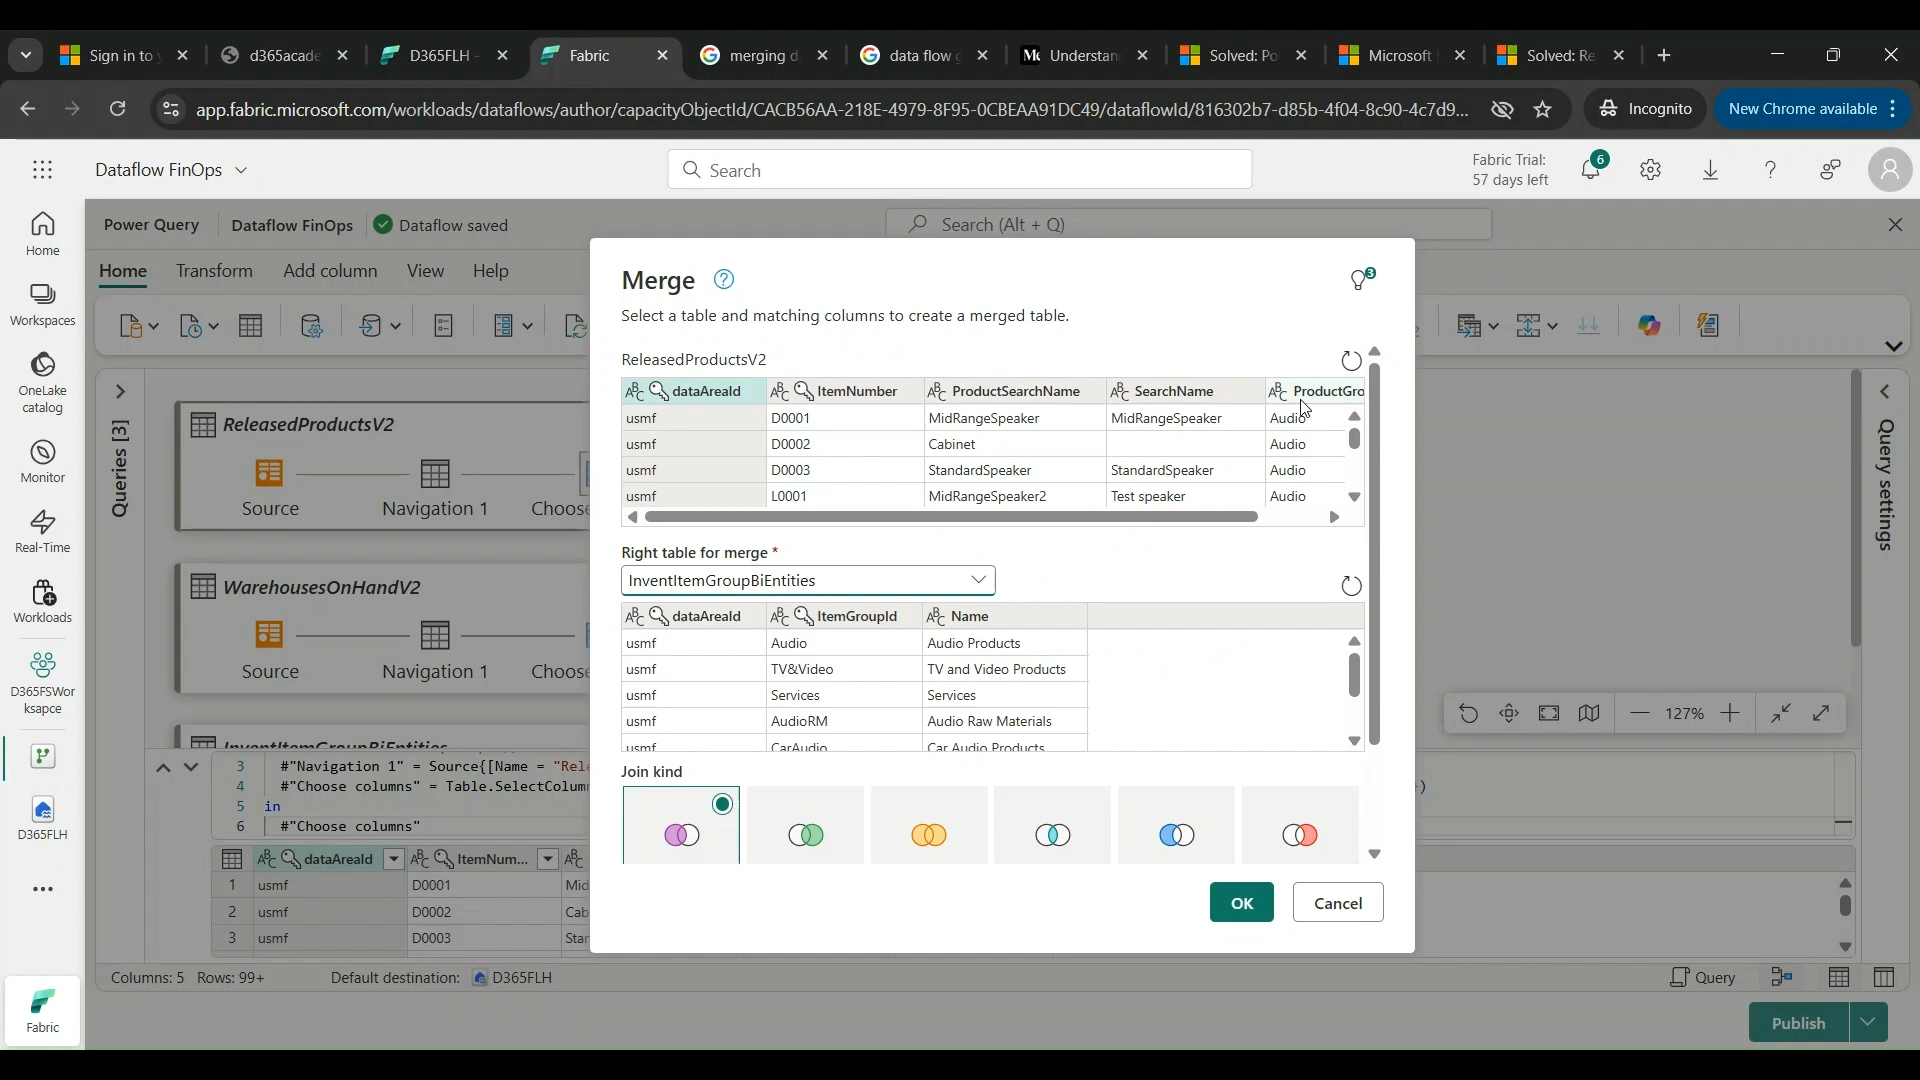 Sign in to
d365acade
D365FLH -
Fabric
merging d
data flow g
Understan
Solved: Po
Microsoft
Solved: Re
app.fabric.microsoft.com/workloads/dataflows/author/capacityObjectId/CACB56AA-218E-4979-8F95-0CBEAA91DC49/dataflowId/816302b7-d85b-4f04-8c90-4c7d9...
Incognito
New Chrome available
Dataflow FinOps
Search
Fabric Trial:
57 days left
6
Home
Workspaces
OneLake
catalog
Monitor
Real-Time
Workloads
D365FSWor
ksapce
D365FLH
Fabric
Power Query
Dataflow FinOps
Dataflow saved
Search (Alt + Q)
Home
Transform
Add column
View
Help
Queries [3]
ReleasedProductsV2
Source
Navigation 1
Choose
WarehousesOnHandV2
Source
Navigation 1
Choose
InventItemGroupBiEntities
Query settings
127%
Merge
3
Select a table and matching columns to create a merged table.
ReleasedProductsV2
dataAreaId ItemNumber ProductSearchName SearchName ProductGro
usmf D0001 MidRangeSpeaker MidRangeSpeaker Audio
usmf D0002 Cabinet Audio
usmf D0003 StandardSpeaker StandardSpeaker Audio
usmf L0001 MidRangeSpeaker2 Test speaker Audio
Right table for merge *
InventItemGroupBiEntities
dataAreaId ItemGroupId Name
usmf Audio Audio Products
usmf TV&Video TV and Video Products
usmf Services Services
usmf AudioRM Audio Raw Materials
usmf CarAudio Car Audio Products
Join kind
OK
Cancel
3 #"Navigation 1" = Source{[Name = "Rele
4 #"Choose columns" = Table.SelectColumn
5 in
6 #"Choose columns"
dataAreaId ItemNum...
1 usmf D0001 Mid
2 usmf D0002 Cab
3 usmf D0003 Star
Columns: 5 Rows: 99+
Default destination: D365FLH
Query
Publish